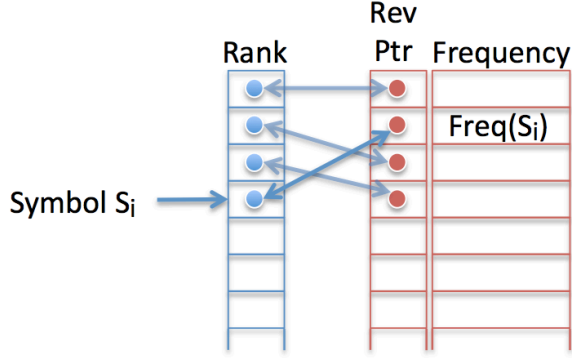 Rank
Rev
Ptr
Frequency
Freq(Si)
Symbol Si